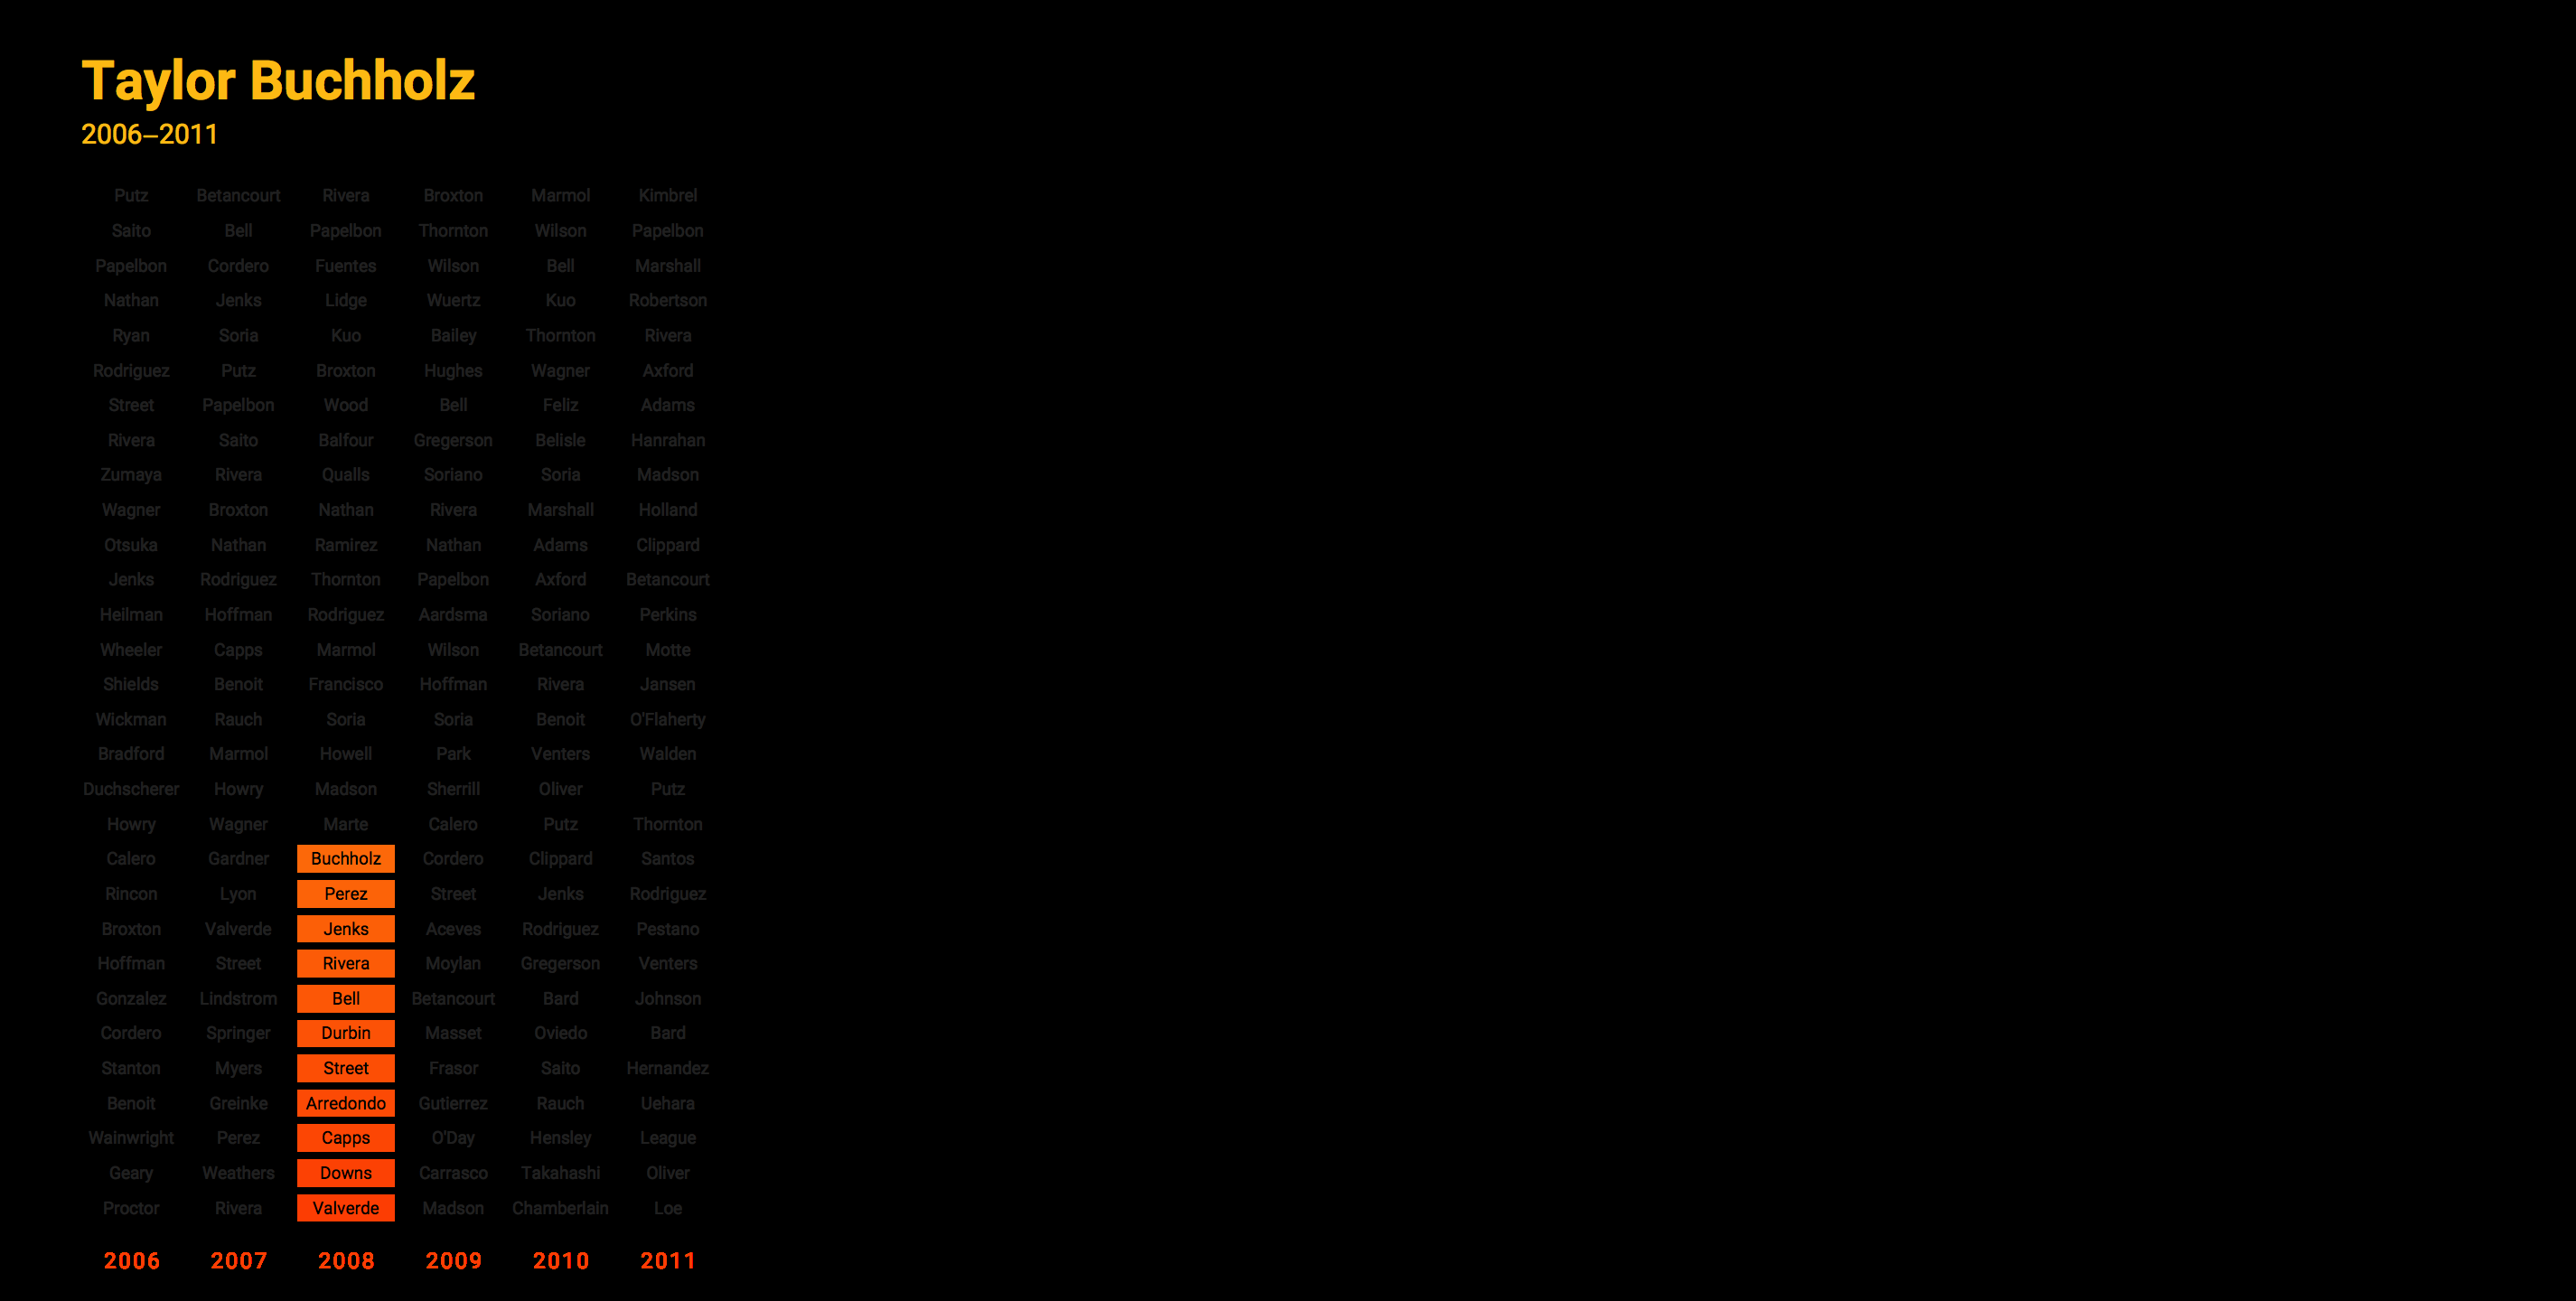 Taylor Buchholz
2006–2011
Putz Betancourt Rivera Broxton Marmol Kimbrel
Saito Bell Papelbon Thornton Wilson Papelbon
Papelbon Cordero Fuentes Wilson Bell Marshall
Nathan Jenks Lidge Wuertz Kuo Robertson
Ryan Soria Kuo Bailey Thornton Rivera
Rodriguez Putz Broxton Hughes Wagner Axford
Street Papelbon Wood Bell Feliz Adams
Rivera Saito Balfour Gregerson Belisle Hanrahan
Zumaya Rivera Qualls Soriano Soria Madson
Wagner Broxton Nathan Rivera Marshall Holland
Otsuka Nathan Ramirez Nathan Adams Clippard
Jenks Rodriguez Thornton Papelbon Axford Betancourt
Heilman Hoffman Rodriguez Aardsma Soriano Perkins
Wheeler Capps Marmol Wilson Betancourt Motte
Shields Benoit Francisco Hoffman Rivera Jansen
Wickman Rauch Soria Soria Benoit O'Flaherty
Bradford Marmol Howell Park Venters Walden
Duchscherer Howry Madson Sherrill Oliver Putz
Howry Wagner Marte Calero Putz Thornton
Calero Gardner Buchholz Cordero Clippard Santos
Rincon Lyon Perez Street Jenks Rodriguez
Broxton Valverde Jenks Aceves Rodriguez Pestano
Hoffman Street Rivera Moylan Gregerson Venters
Gonzalez Lindstrom Bell Betancourt Bard Johnson
Cordero Springer Durbin Masset Oviedo Bard
Stanton Myers Street Frasor Saito Hernandez
Benoit Greinke Arredondo Gutierrez Rauch Uehara
Wainwright Perez Capps O'Day Hensley League
Geary Weathers Downs Carrasco Takahashi Oliver
Proctor Rivera Valverde Madson Chamberlain Loe
2006 2007 2008 2009 2010 2011